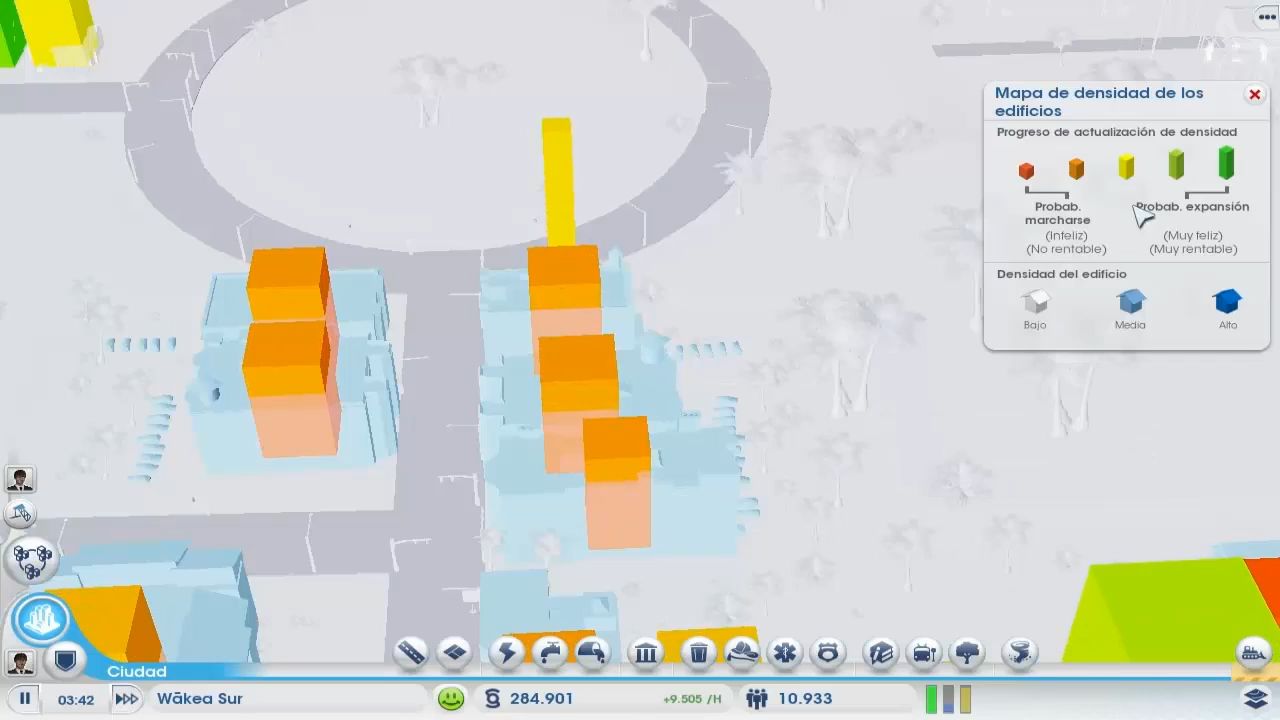 Mapa de densidad de los
edificios
Progreso de actualización de densidad
Probab.
marcharse
(Infeliz)
(No rentable)
Probab. expansión
(Muy feliz)
(Muy rentable)
Densidad del edificio
Bajo
Media
Alto
Ciudad
03:42
Wākea Sur
284.901
+9.505 /H
10.933